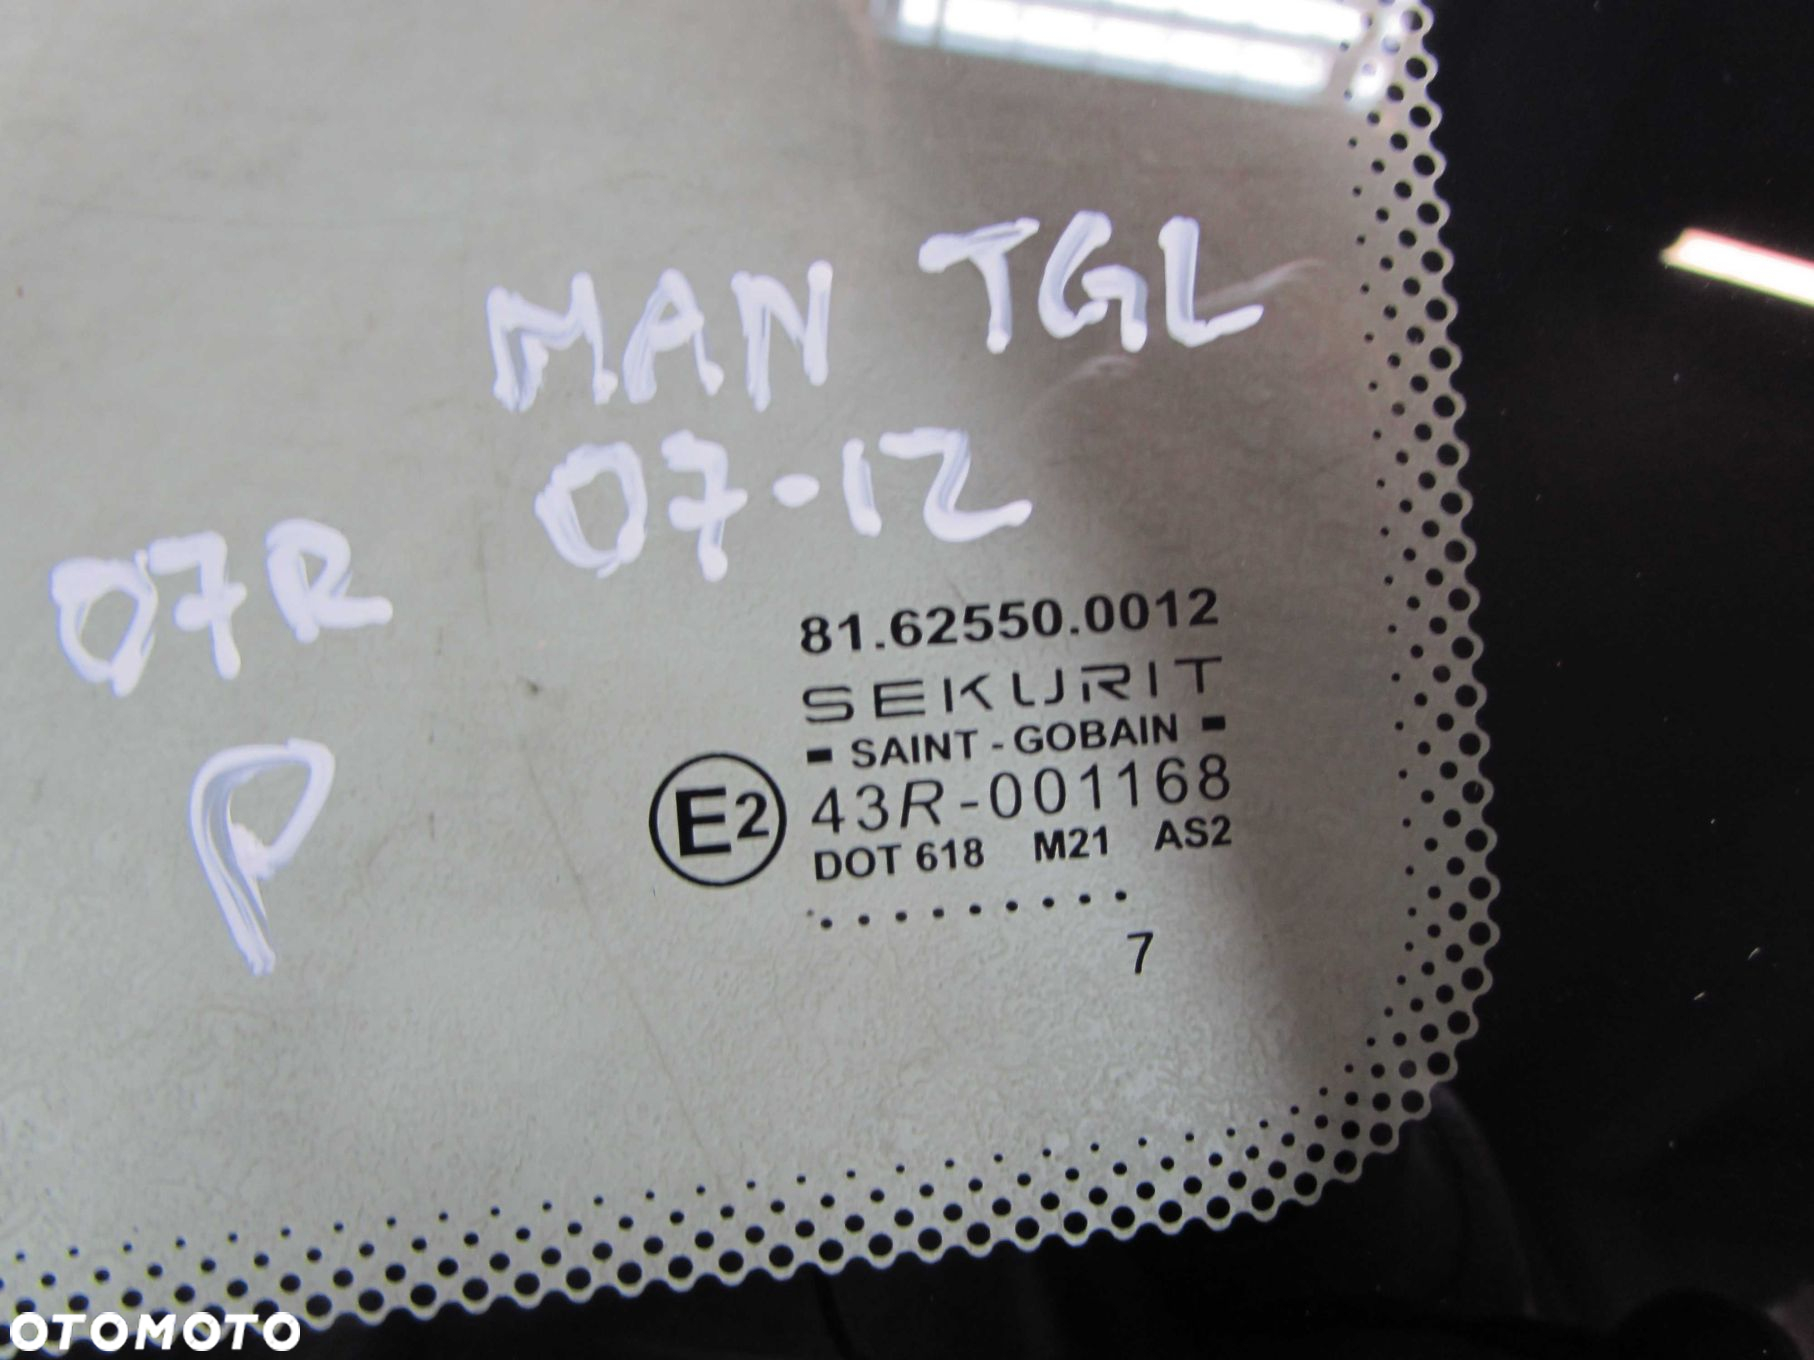 MAN TGL
07-12
07R
P
81.62550.0012
SEKURIT
- SAINT - GOBAIN -
E2
43R-001168
DOT 618 M21 AS2
. . . . . . . . .
7
OTOMOTO